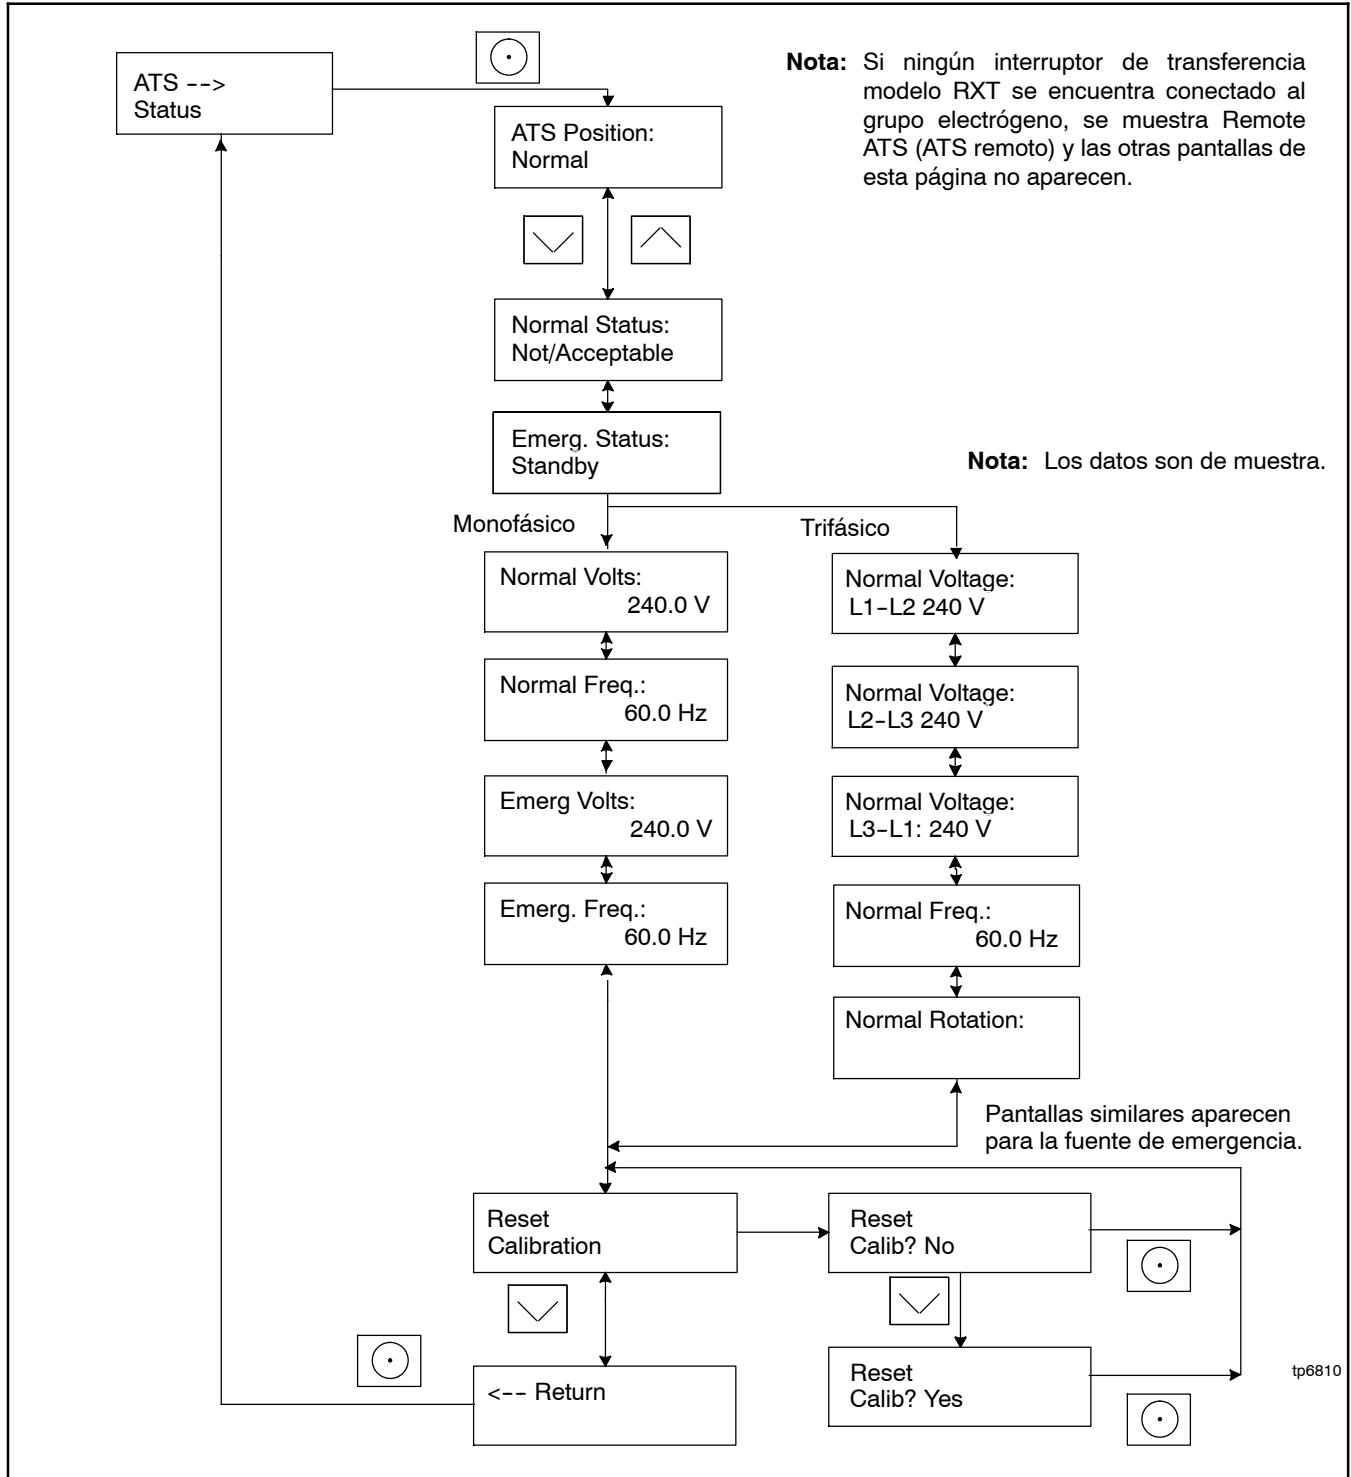 ATS -->
Status
Nota: Si ningún interruptor de transferencia
modelo RXT se encuentra conectado al
grupo electrógeno, se muestra Remote
ATS (ATS remoto) y las otras pantallas de
esta página no aparecen.
ATS Position:
Normal
Normal Status:
Not/Acceptable
Emerg. Status:
Standby
Nota: Los datos son de muestra.
Monofásico
Trifásico
Normal Volts:
240.0 V
Normal Freq.:
60.0 Hz
Emerg Volts:
240.0 V
Emerg. Freq.:
60.0 Hz
Normal Voltage:
L1-L2 240 V
Normal Voltage:
L2-L3 240 V
Normal Voltage:
L3-L1: 240 V
Normal Freq.:
60.0 Hz
Normal Rotation:
Pantallas similares aparecen
para la fuente de emergencia.
Reset
Calibration
Reset
Calib? No
Reset
Calib? Yes
<-- Return
tp6810